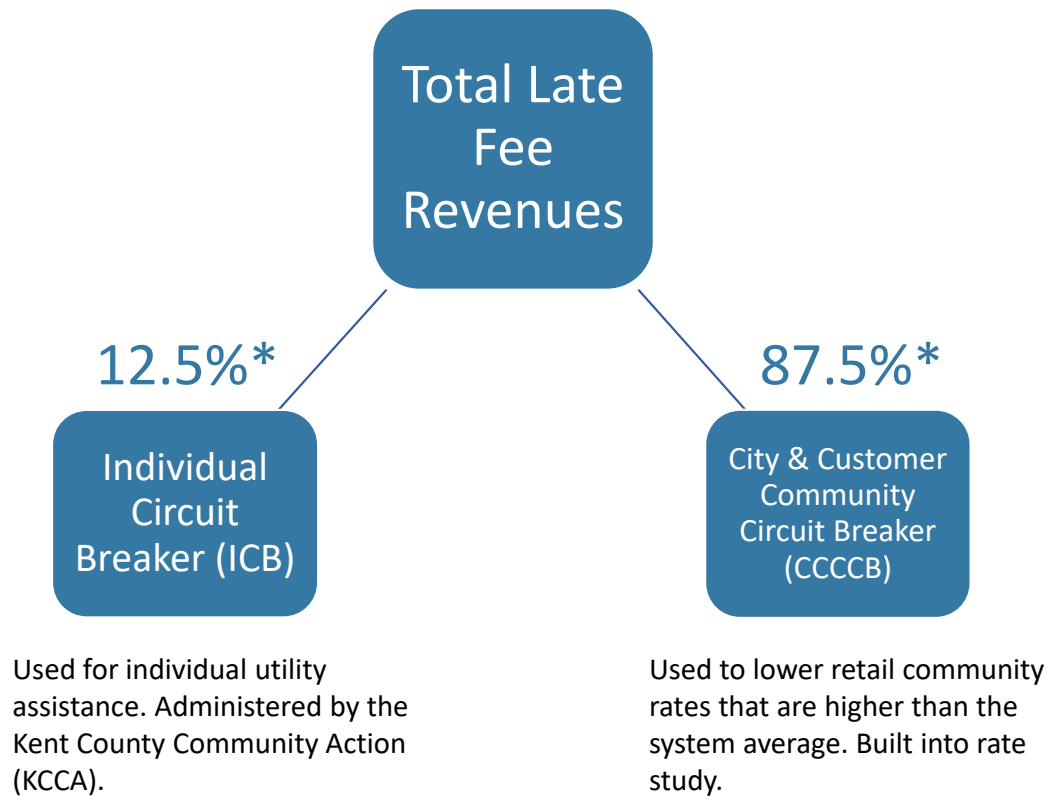 Total Late
Fee
Revenues
12.5%*
87.5%*
Individual
Circuit
Breaker (ICB)
City & Customer
Community
Circuit Breaker
(CCCCB)
Used for individual utility
assistance. Administered by the
Kent County Community Action
(KCCA).
Used to lower retail community
rates that are higher than the
system average. Built into rate
study.